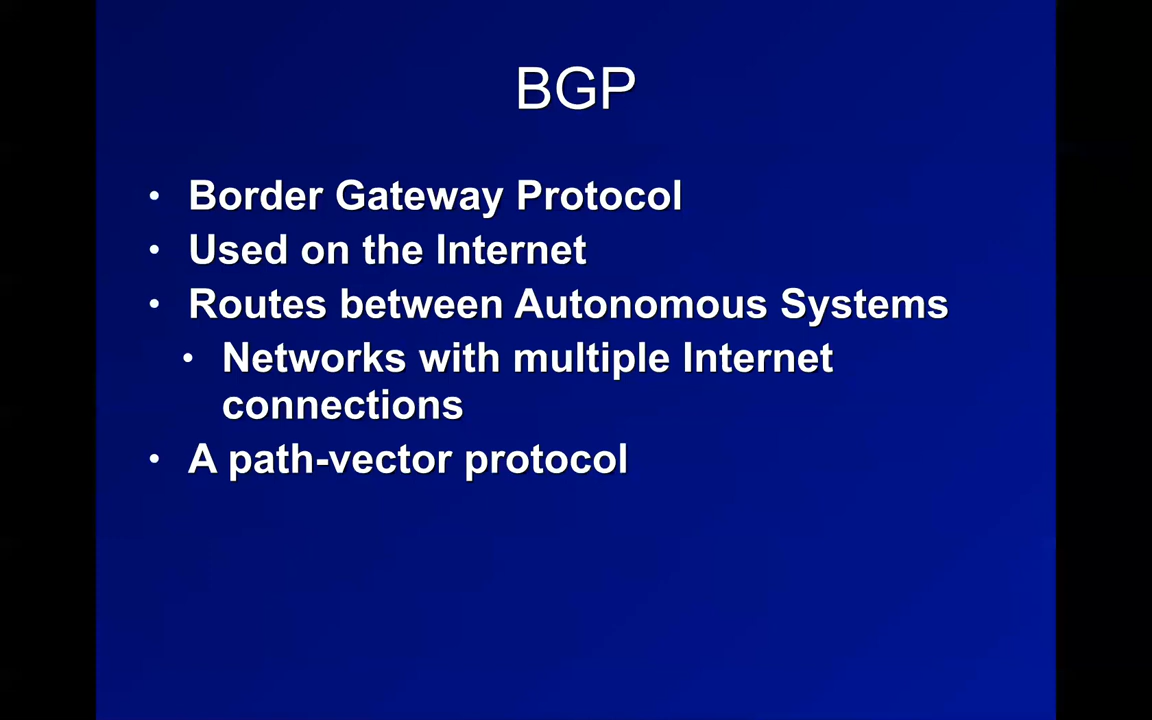 BGP
• Border Gateway Protocol
• Used on the Internet
• Routes between Autonomous Systems
• Networks with multiple Internet
connections
• A path-vector protocol